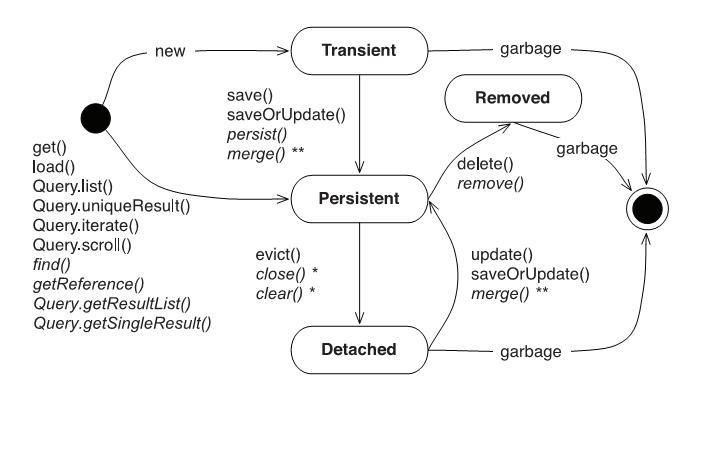 new
Transient
garbage
save()
saveOrUpdate()
persist()
merge() **
Removed
garbage
get()
load()
Query.list()
Query.uniqueResult()
Query.iterate()
Query.scroll()
find()
getReference()
Query.getResultList()
Query.getSingleResult()
delete()
remove()
Persistent
evict()
close() *
clear() *
update()
saveOrUpdate()
merge() **
Detached
garbage